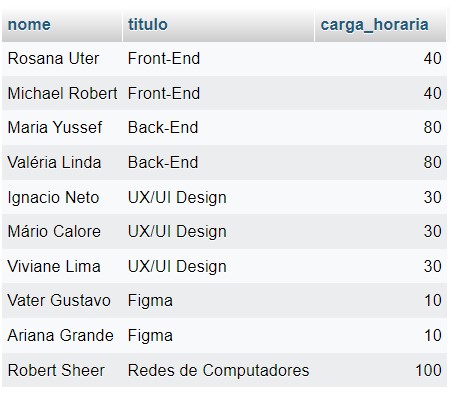 nome titulo carga_horaria
Rosana Uter Front-End 40
Michael Robert Front-End 40
Maria Yussef Back-End 80
Valéria Linda Back-End 80
Ignacio Neto UX/UI Design 30
Mário Calore UX/UI Design 30
Viviane Lima UX/UI Design 30
Vater Gustavo Figma 10
Ariana Grande Figma 10
Robert Sheer Redes de Computadores 100